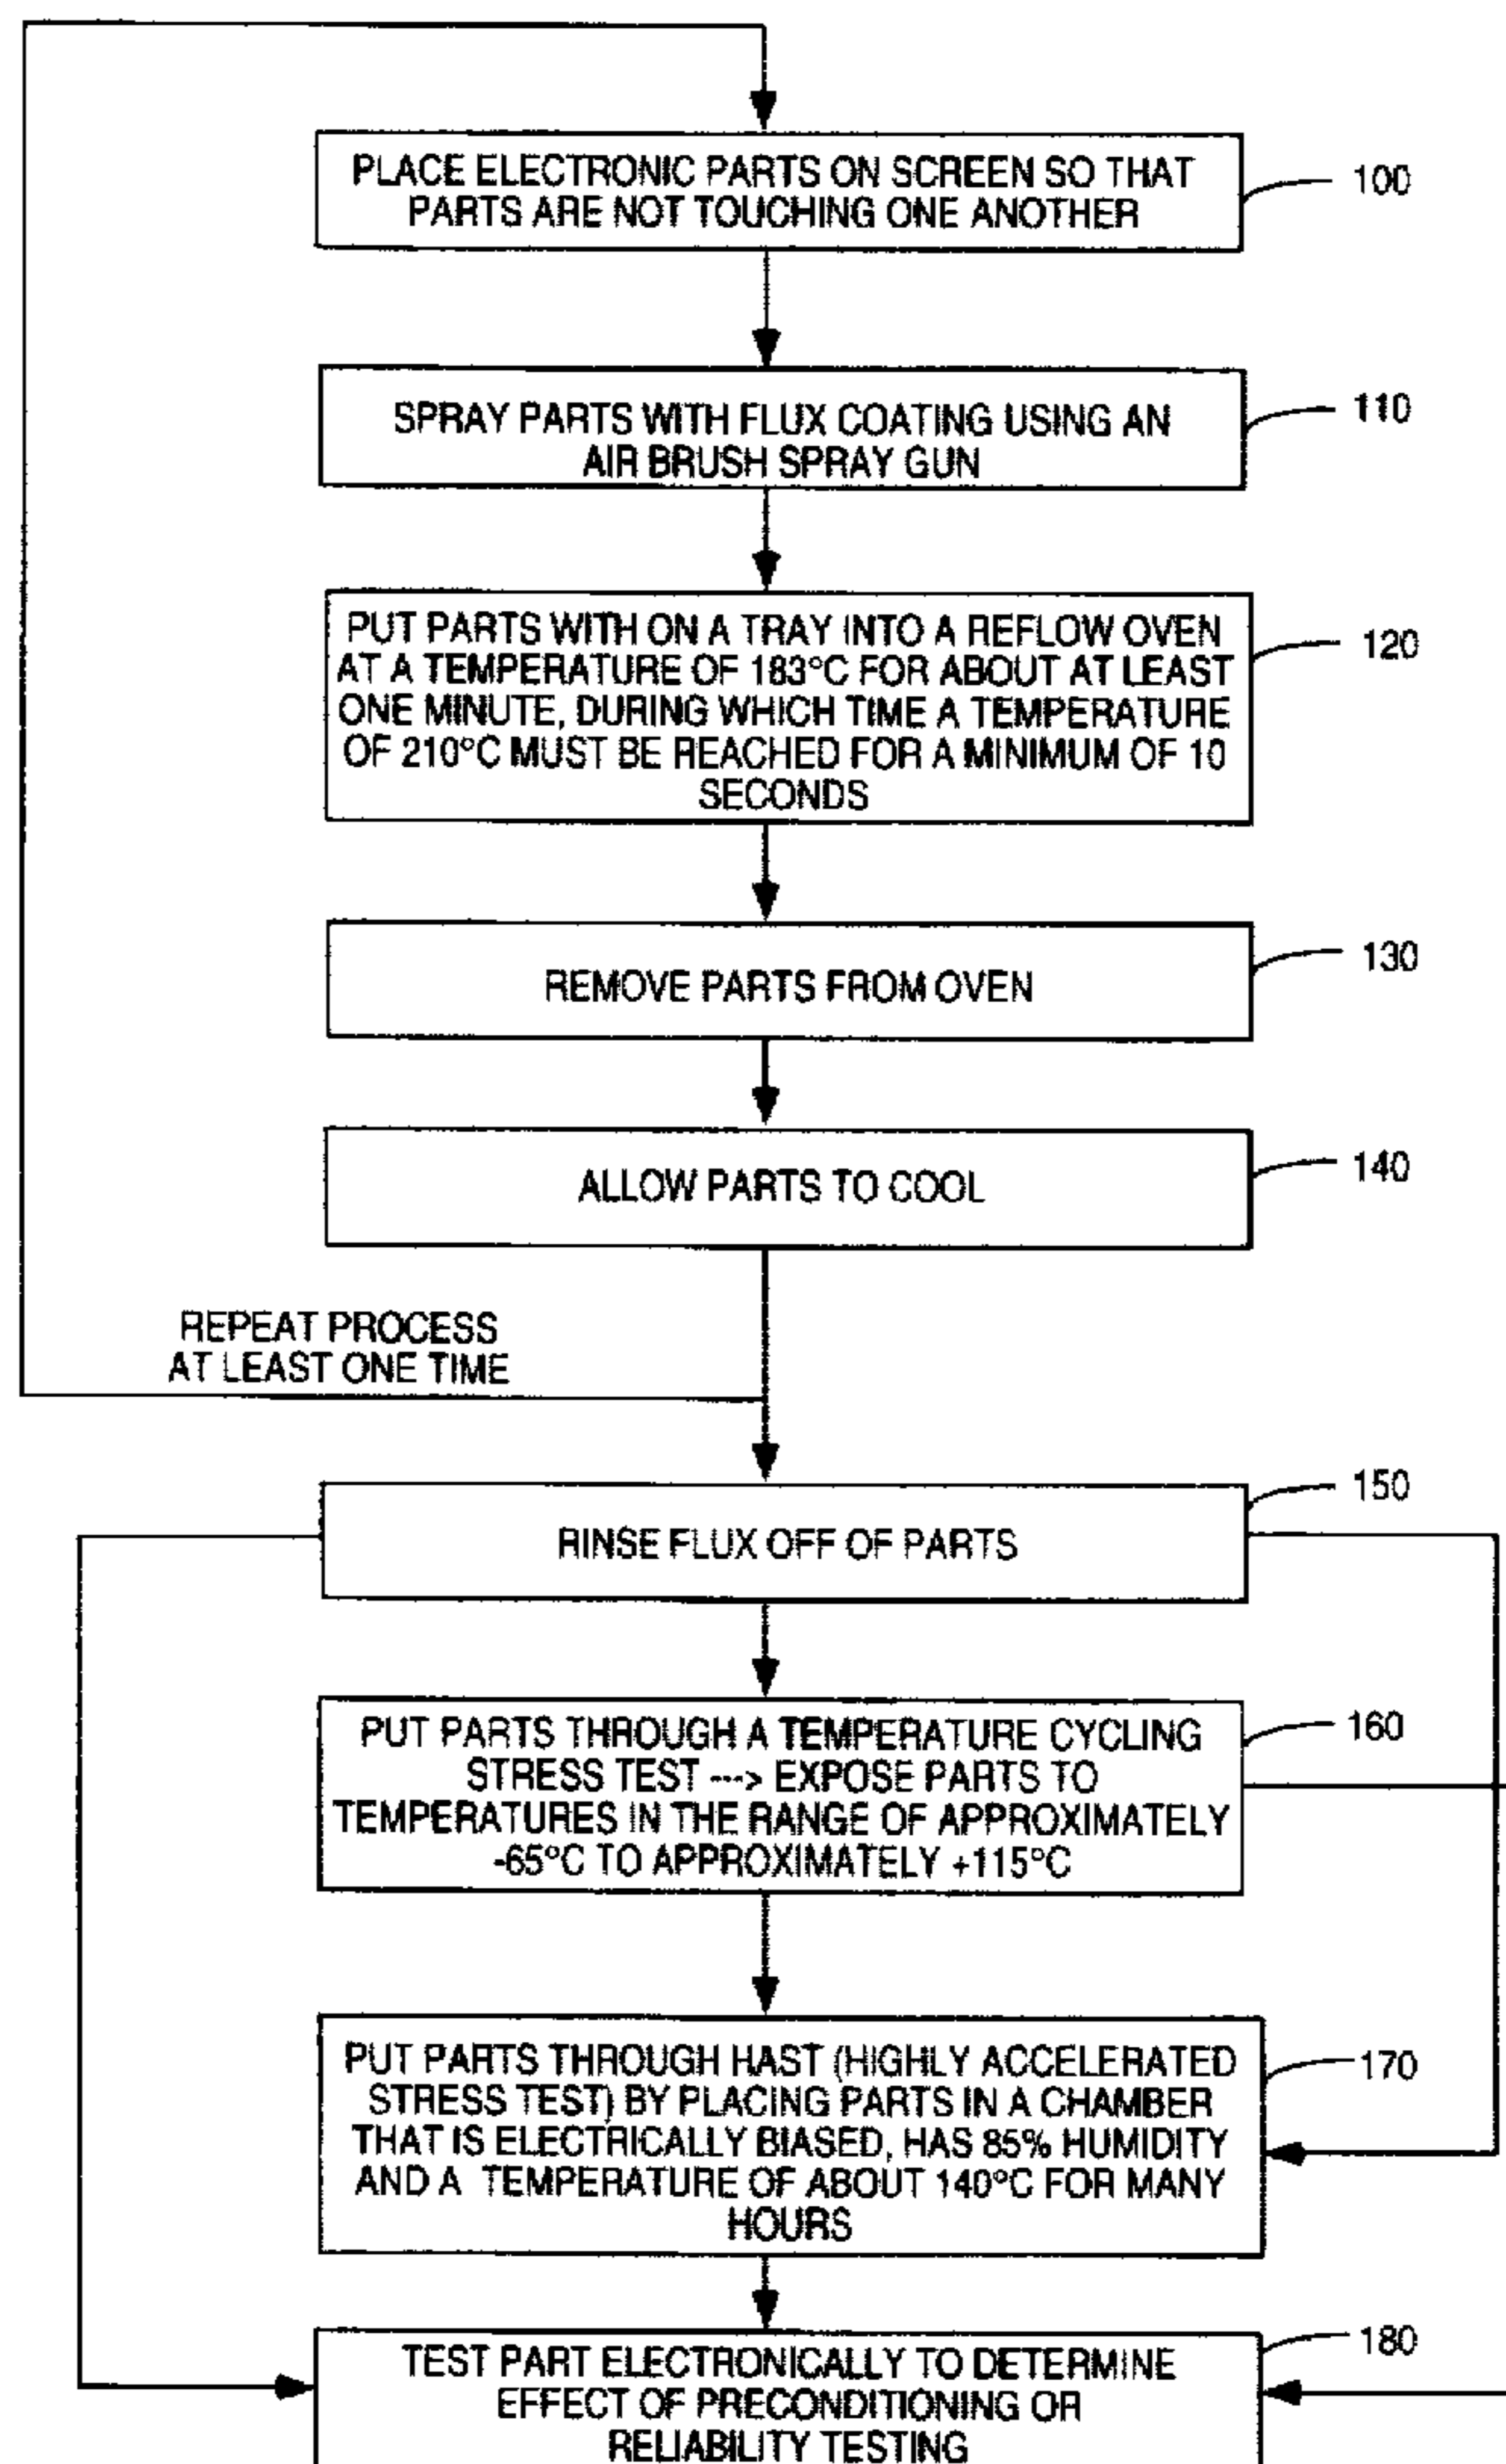 PLACE ELECTRONIC PARTS ON SCREEN SO THAT
PARTS ARE NOT TOUCHING ONE ANOTHER
100
SPRAY PARTS WITH FLUX COATING USING AN
AIR BRUSH SPRAY GUN
110
PUT PARTS WITH ON A TRAY INTO A REFLOW OVEN
AT A TEMPERATURE OF 183°C FOR ABOUT AT LEAST
ONE MINUTE, DURING WHICH TIME A TEMPERATURE
OF 210°C MUST BE REACHED FOR A MINIMUM OF 10
SECONDS
120
REMOVE PARTS FROM OVEN
130
ALLOW PARTS TO COOL
140
REPEAT PROCESS
AT LEAST ONE TIME
RINSE FLUX OFF OF PARTS
150
PUT PARTS THROUGH A TEMPERATURE CYCLING
STRESS TEST ---> EXPOSE PARTS TO
TEMPERATURES IN THE RANGE OF APPROXIMATELY
-65°C TO APPROXIMATELY +115°C
160
PUT PARTS THROUGH HAST (HIGHLY ACCELERATED
STRESS TEST) BY PLACING PARTS IN A CHAMBER
THAT IS ELECTRICALLY BIASED, HAS 85% HUMIDITY
AND A TEMPERATURE OF ABOUT 140°C FOR MANY
HOURS
170
TEST PART ELECTRONICALLY TO DETERMINE
EFFECT OF PRECONDITIONING OR
RELIABILITY TESTING
180